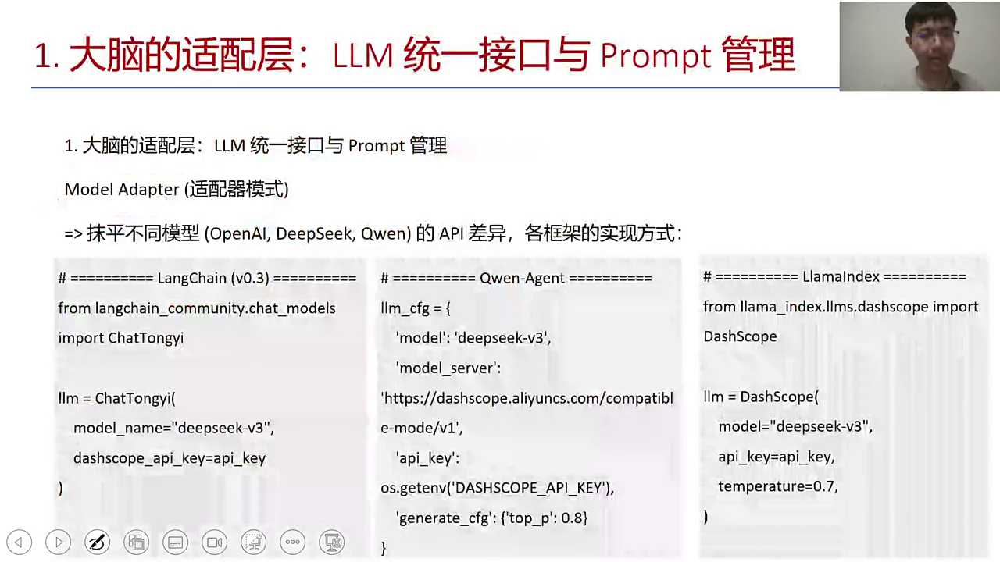 1. 大脑的适配层：LLM 统一接口与 Prompt 管理
1. 大脑的适配层：LLM 统一接口与 Prompt 管理
Model Adapter (适配器模式)
=> 抹平不同模型 (OpenAI, DeepSeek, Qwen) 的 API 差异，各框架的实现方式：
# ========== LangChain (v0.3) ==========
from langchain_community.chat_models
import ChatTongyi
llm = ChatTongyi(
model_name="deepseek-v3",
dashscope_api_key=api_key
)
# ========== Qwen-Agent ==========
llm_cfg = {
'model': 'deepseek-v3',
'model_server':
'https://dashscope.aliyuncs.com/compatibl
e-mode/v1',
'api_key':
os.getenv('DASHSCOPE_API_KEY'),
'generate_cfg': {'top_p': 0.8}
}
# ========== LlamaIndex ==========
from llama_index.llms.dashscope import
DashScope
llm = DashScope(
model="deepseek-v3",
api_key=api_key,
temperature=0.7,
)